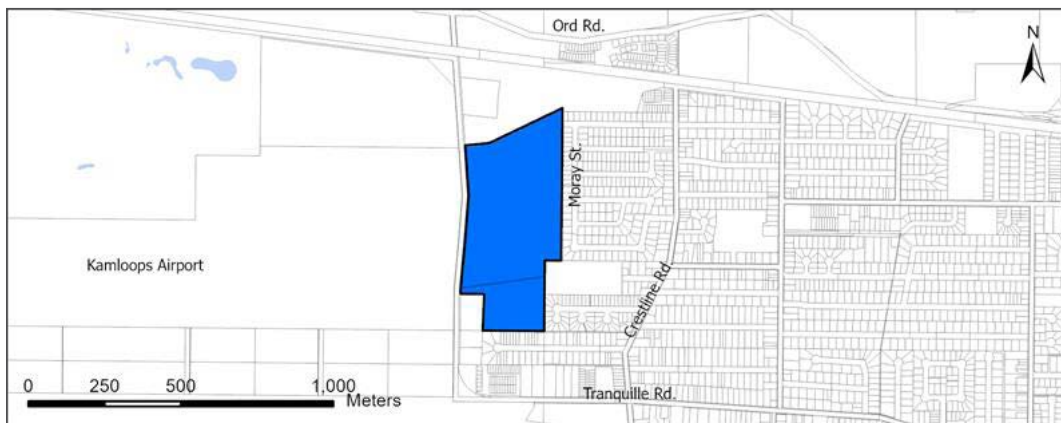 Ord Rd.
N
Moray St.
Kamloops Airport
Crestline Rd.
0 250 500 1,000
Meters
Tranquille Rd.